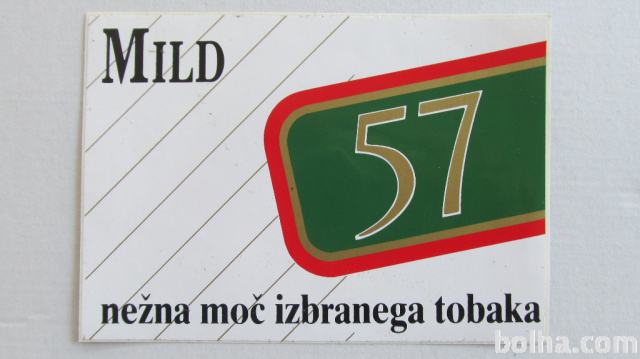 MILD
57
nežna moč izbranega tobaka
bolha.com